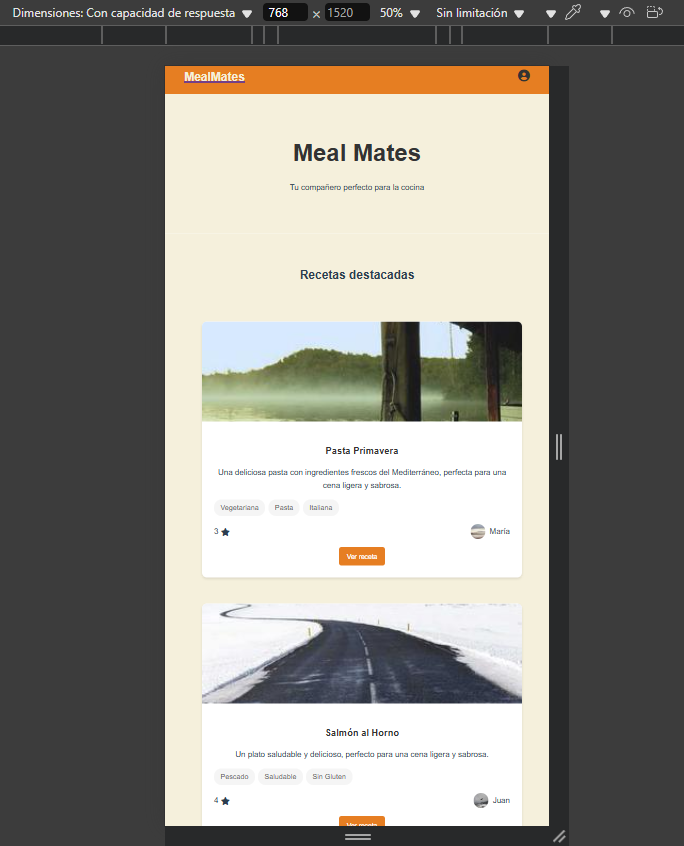 Dimensiones: Con capacidad de respuesta 768 × 1520 50% Sin limitación
MealMates
Meal Mates
Tu compañero perfecto para la cocina
Recetas destacadas
Pasta Primavera
Una deliciosa pasta con ingredientes frescos del Mediterráneo, perfecta para una
cena ligera y sabrosa.
Vegetariana Pasta Italiana
3 María
Ver receta
Salmón al Horno
Un plato saludable y delicioso, perfecto para una cena ligera y sabrosa.
Pescado Saludable Sin Gluten
4 Juan
Ver receta